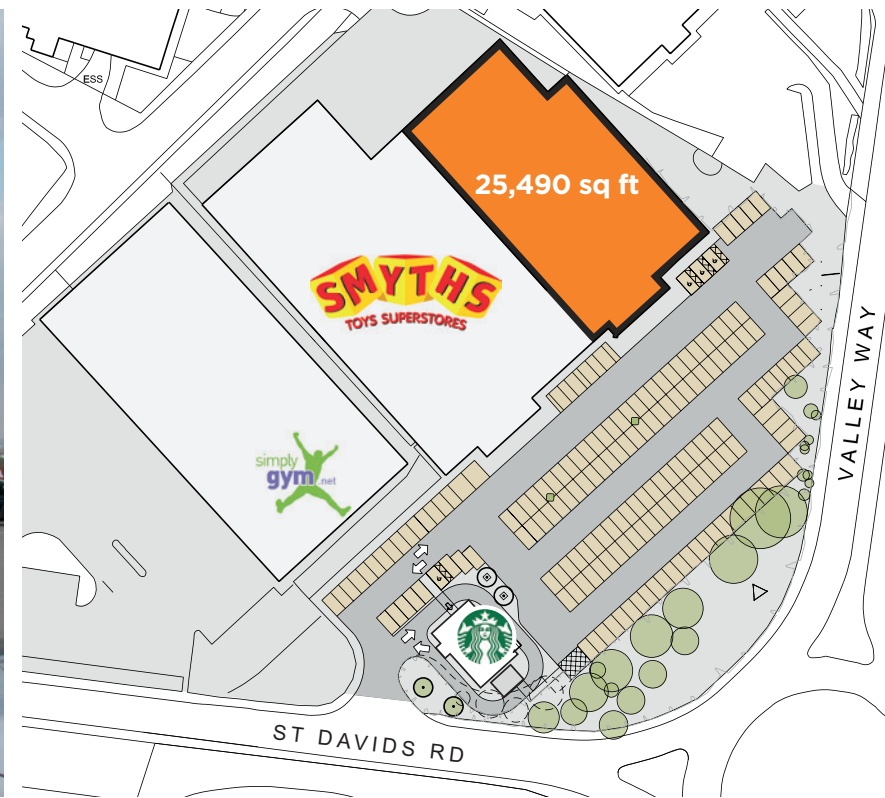 ESS
25,490 sq ft
SMYTHS
TOYS SUPERSTORES
simply
gym.net
VALLEY WAY
ST DAVIDS RD